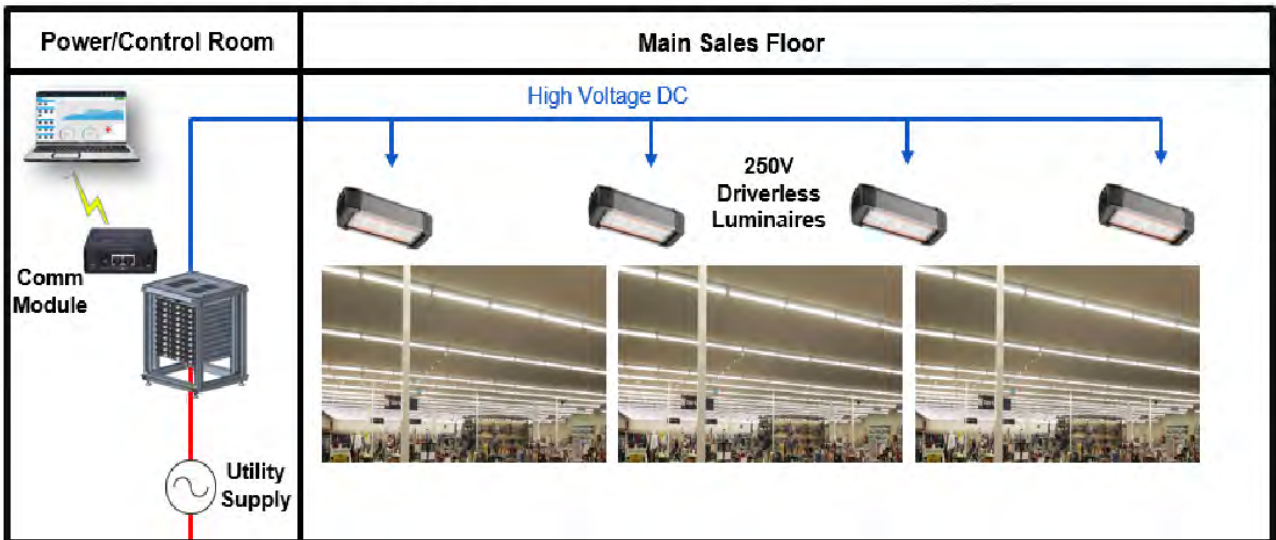 Power/Control Room
Main Sales Floor
High Voltage DC
250V
Driverless
Luminaires
Comm
Module
Utility
Supply